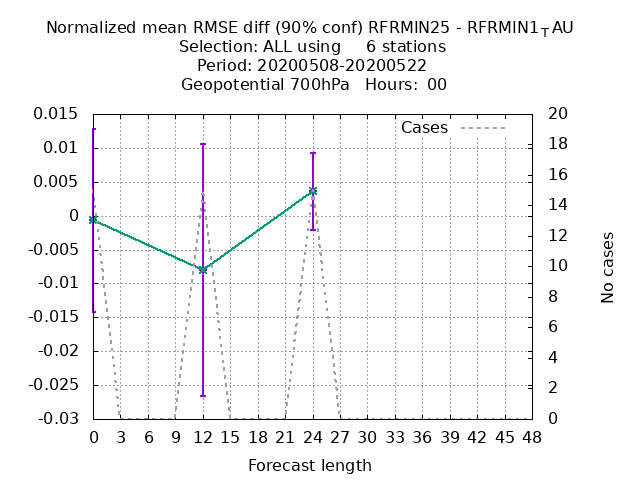 Normalized mean RMSE diff (90% conf) RFRMIN25 - RFRMIN1TAU
Selection: ALL using     6 stations
Period: 20200508-20200522
Geopotential 700hPa   Hours:  00
Cases
0.015
0.01
0.005
0
-0.005
-0.01
-0.015
-0.02
-0.025
-0.03
20
18
16
14
12
10
8
6
4
2
0
No cases
0 3 6 9 12 15 18 21 24 27 30 33 36 39 42 45 48
Forecast length